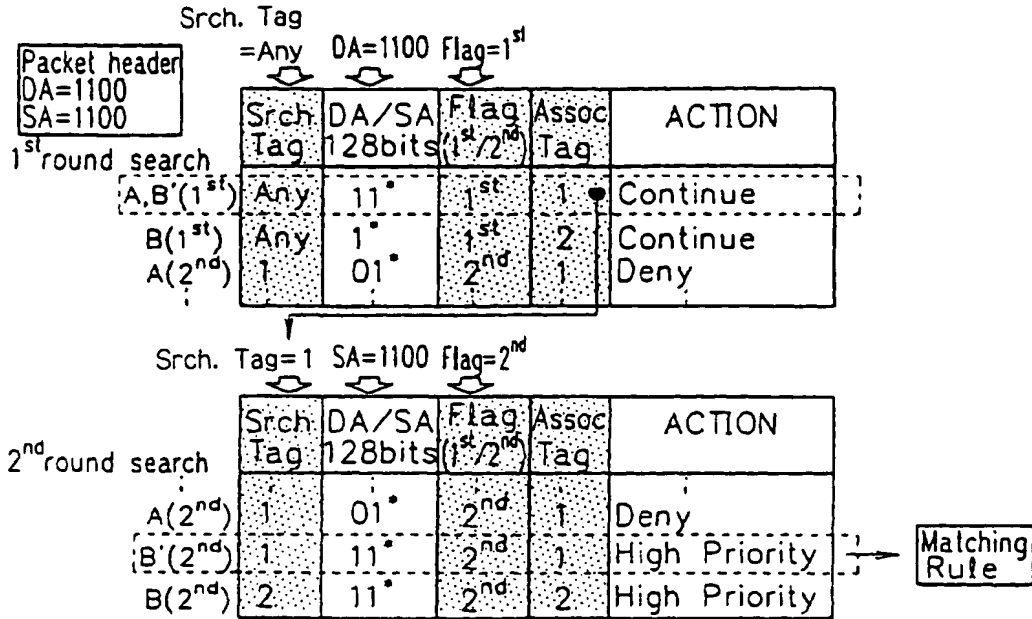 Srch. Tag
=Any DA=1100 Flag=1st
Packet header
DA=1100
SA=1100
Srch Tag DA/SA 128bits Flag (1st/2nd) Assoc Tag ACTION
1st round search
A,B'(1st) Any 11* 1st 1 Continue
B(1st) Any 1* 1st 2 Continue
A(2nd) 1 01* 2nd 1 Deny
Srch. Tag=1 SA=1100 Flag=2nd
Srch Tag DA/SA 128bits Flag (1st/2nd) Assoc Tag ACTION
2nd round search
A(2nd) 1 01* 2nd 1 Deny
B'(2nd) 1 11* 2nd 1 High Priority
Matching Rule
B(2nd) 2 11* 2nd 2 High Priority